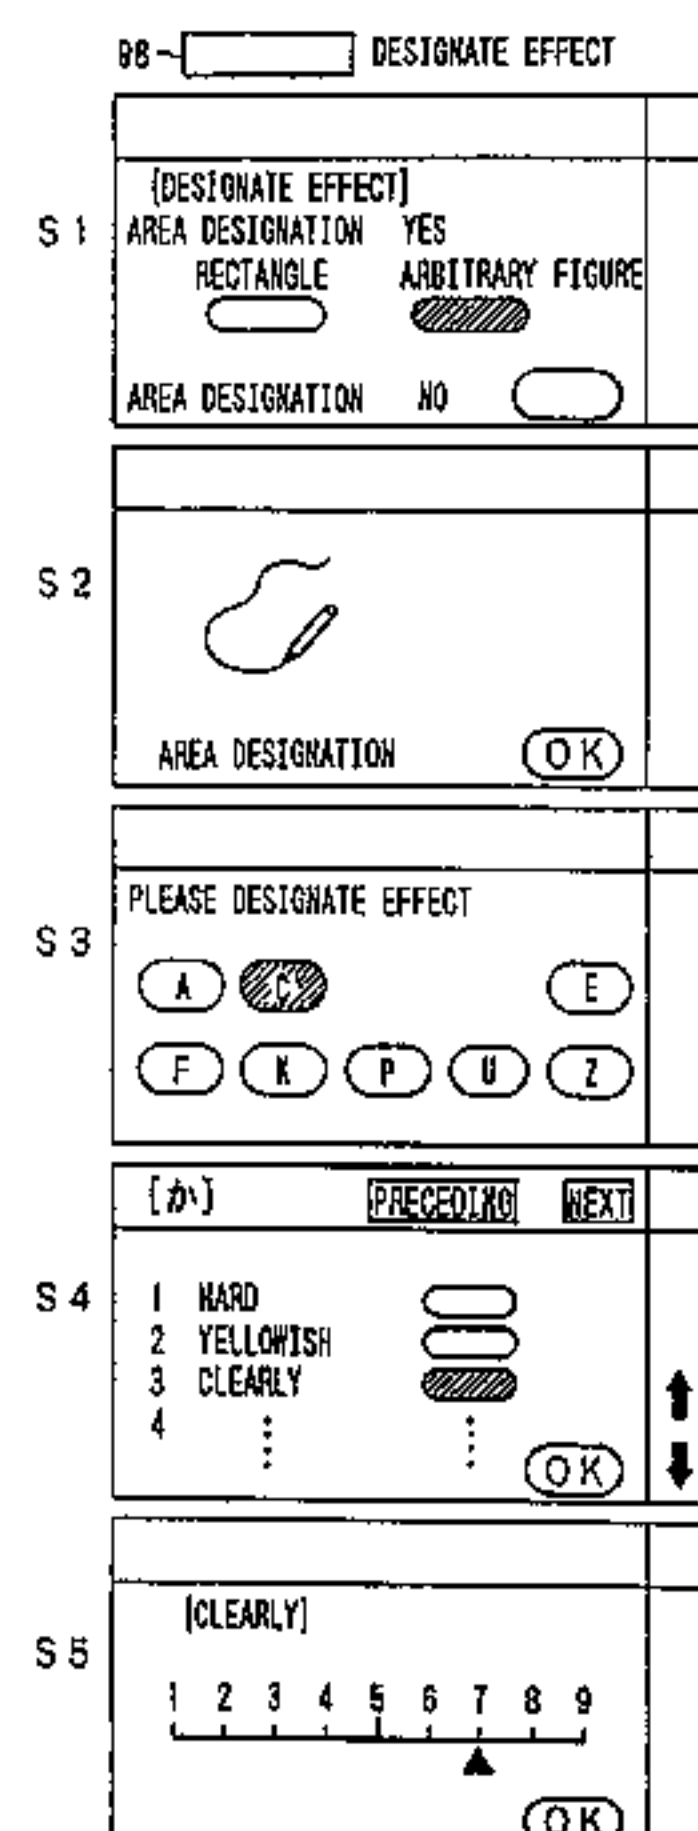 98 DESIGNATE EFFECT
S 1
[DESIGNATE EFFECT]
AREA DESIGNATION YES
RECTANGLE ARBITRARY FIGURE
AREA DESIGNATION NO
S 2
AREA DESIGNATION OK
S 3
PLEASE DESIGNATE EFFECT
A C E
F K P U Z
S 4
[か] PRECEDING NEXT
1 HARD
2 YELLOWISH
3 CLEARLY
4
OK
S 5
[CLEARLY]
1 2 3 4 5 6 7 8 9
OK